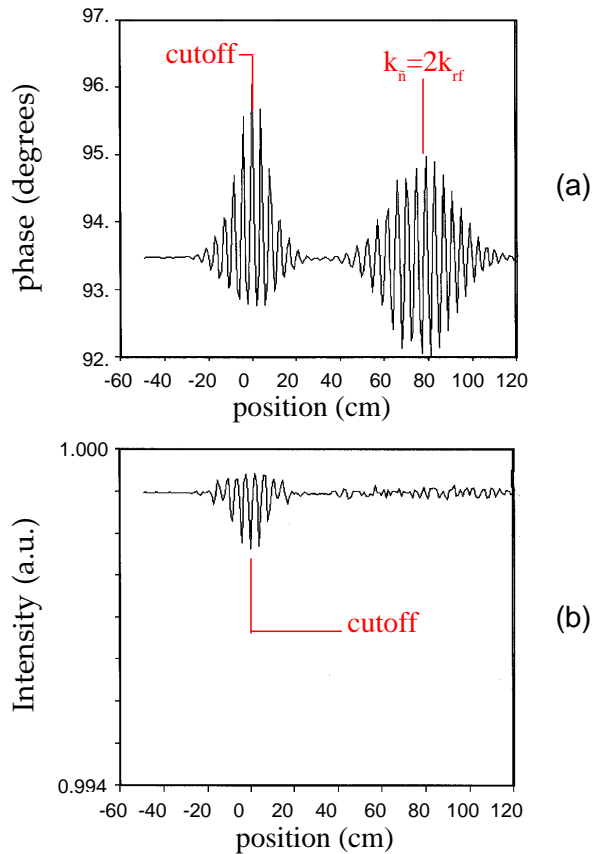 97.
96.
95.
94.
93.
92.
phase (degrees)
cutoff
kñ=2krf
(a)
-60 -40 -20 0 20 40 60 80 100 120
position (cm)
1.000
0.994
Intensity (a.u.)
cutoff
(b)
-60 -40 -20 0 20 40 60 80 100 120
position (cm)